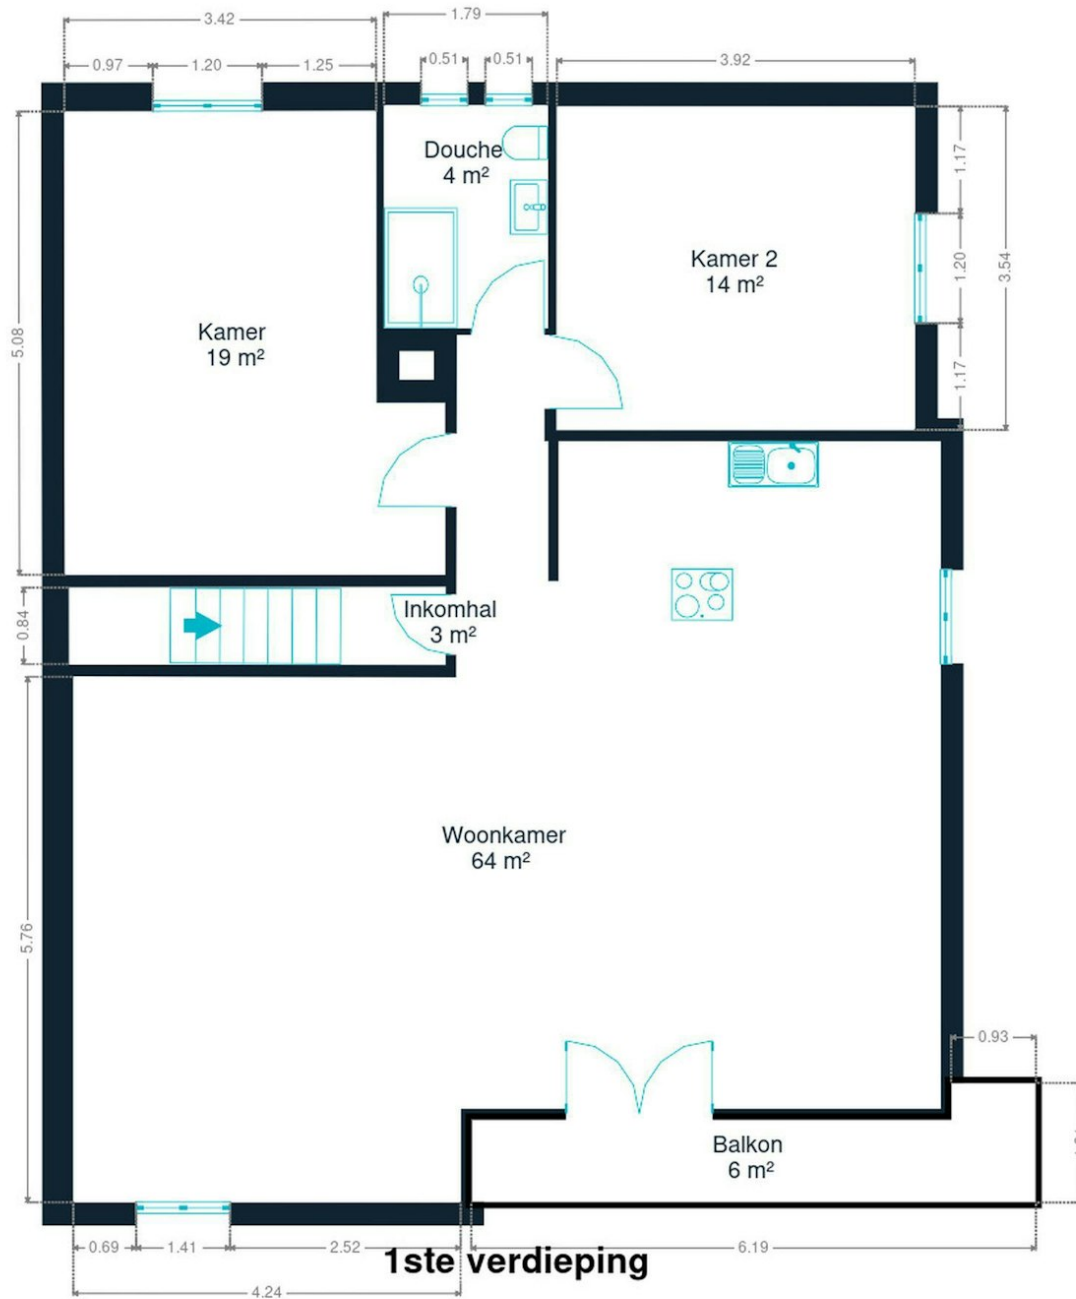 3.42
1.79
0.97
1.20
1.25
0.51
0.51
3.92
Douche
4 m²
1.17
Kamer 2
14 m²
1.20
3.54
Kamer
19 m²
5.08
1.17
Inkomhal
3 m²
0.84
Woonkamer
64 m²
5.76
0.93
Balkon
6 m²
0.69
1.41
2.52
6.19
1ste verdieping
4.24